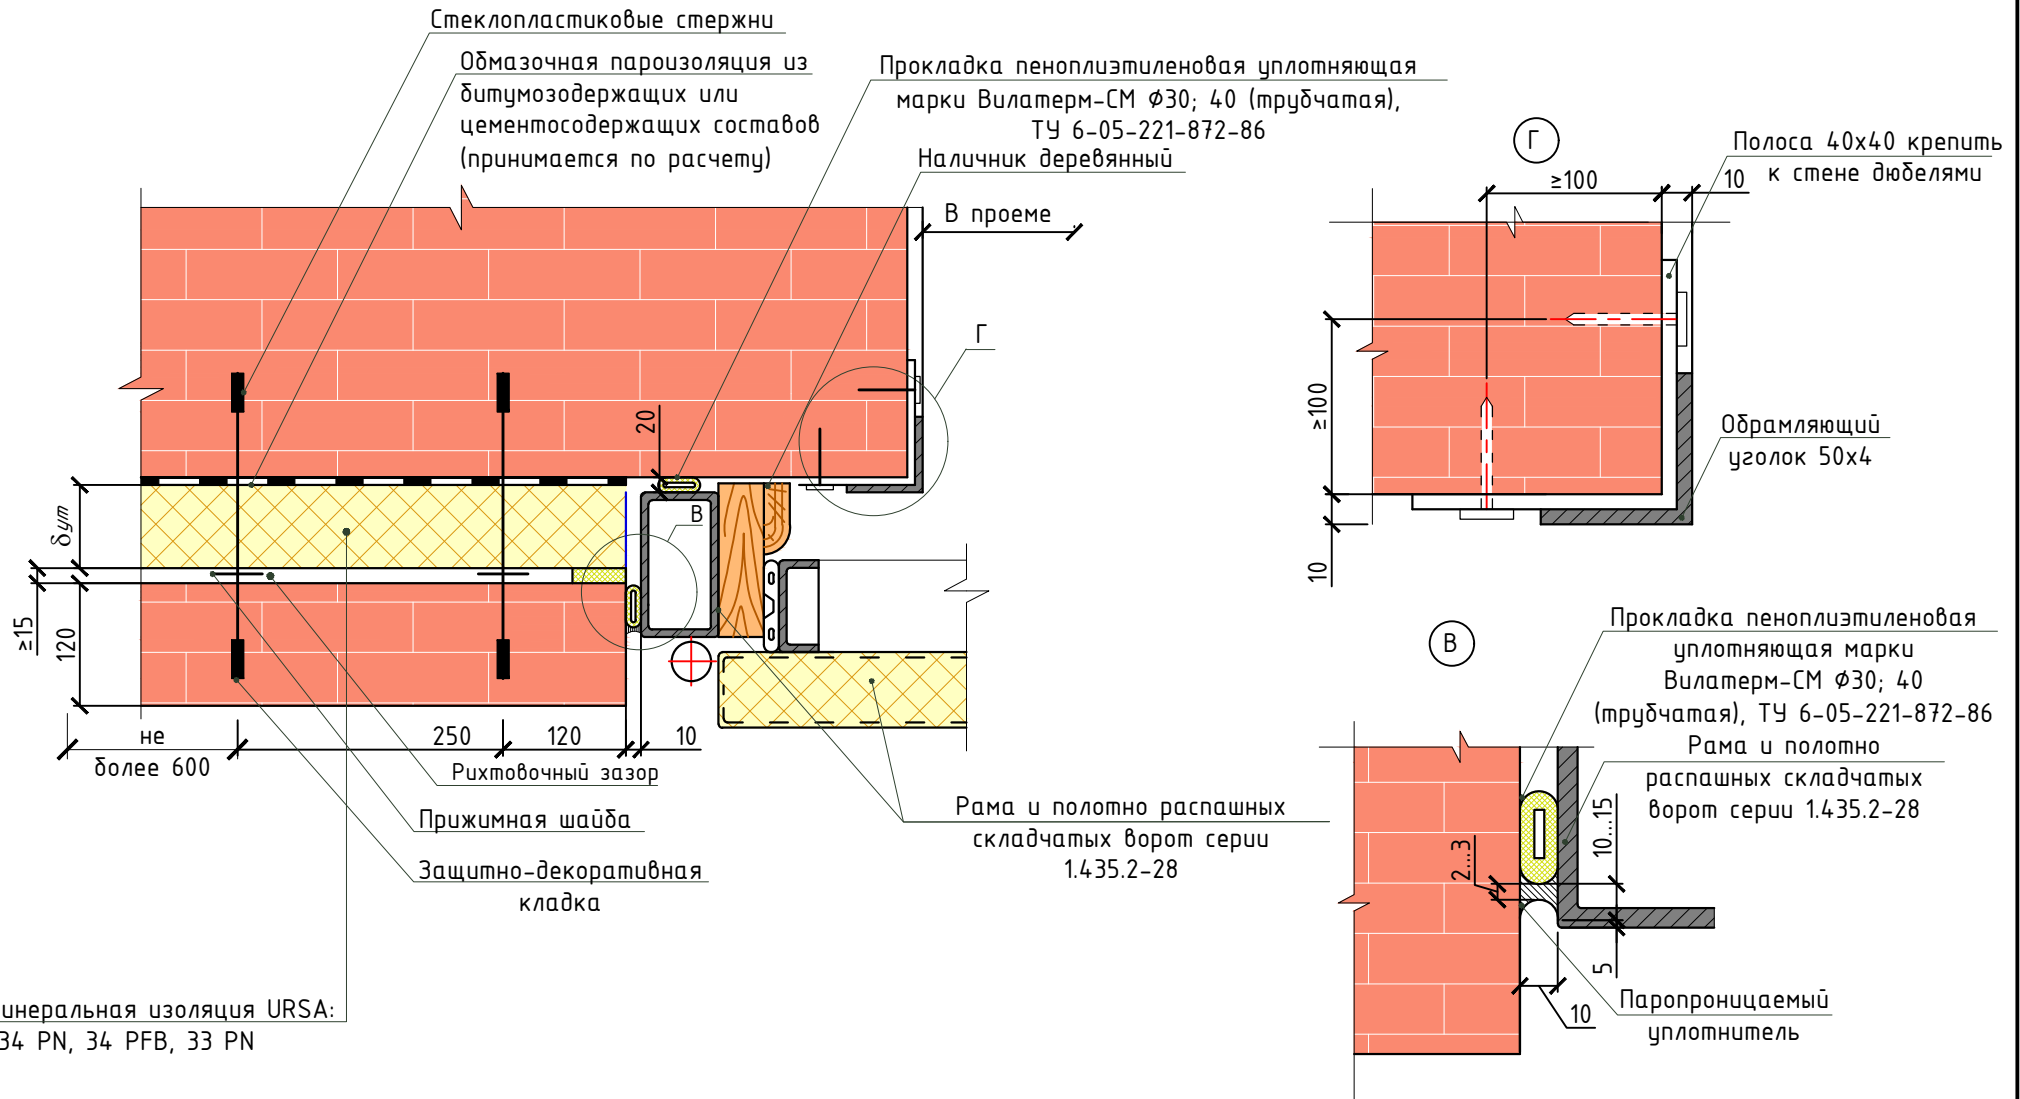 Стеклопластиковые стержни
Обмазочная пароизоляция из
битумозодержащих или
цементосодержащих составов
(принимается по расчету)
Прокладка пеноплиэтиленовая уплотняющая
марки Вилатерм-СМ Ф30; 40 (трубчатая),
ТУ 6-05-221-872-86
Наличник деревянный
В проеме
Г
20
В
δут
≥15
120
не
более 600
250
120
10
Рихтовочный зазор
Прижимная шайба
Защитно-декоративная
кладка
Рама и полотно распашных
складчатых ворот серии
1.435.2-28
инеральная изоляция URSA:
34 PN, 34 PFB, 33 PN
Г
Полоса 40х40 крепить
к стене дюбелями
≥100
10
≥100
10
Обрамляющий
уголок 50х4
В
Прокладка пеноплиэтиленовая
уплотняющая марки
Вилатерм-СМ Ф30; 40
(трубчатая), ТУ 6-05-221-872-86
Рама и полотно
распашных складчатых
ворот серии 1.435.2-28
2...3
10...15
5
10
Паропроницаемый
уплотнитель